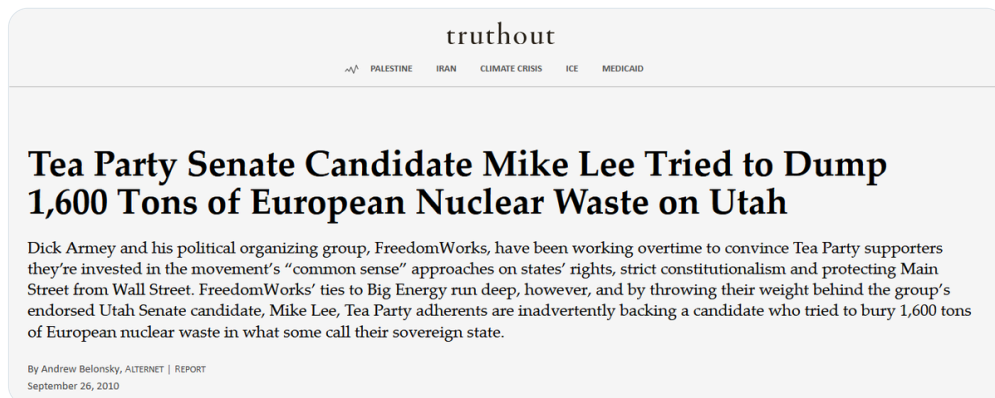 truthout
PALESTINE IRAN CLIMATE CRISIS ICE MEDICAID
Tea Party Senate Candidate Mike Lee Tried to Dump
1,600 Tons of European Nuclear Waste on Utah
Dick Armey and his political organizing group, FreedomWorks, have been working overtime to convince Tea Party supporters
they’re invested in the movement’s “common sense” approaches on states’ rights, strict constitutionalism and protecting Main
Street from Wall Street. FreedomWorks’ ties to Big Energy run deep, however, and by throwing their weight behind the group’s
endorsed Utah Senate candidate, Mike Lee, Tea Party adherents are inadvertently backing a candidate who tried to bury 1,600 tons
of European nuclear waste in what some call their sovereign state.
By Andrew Belonsky, ALTERNET | REPORT
September 26, 2010